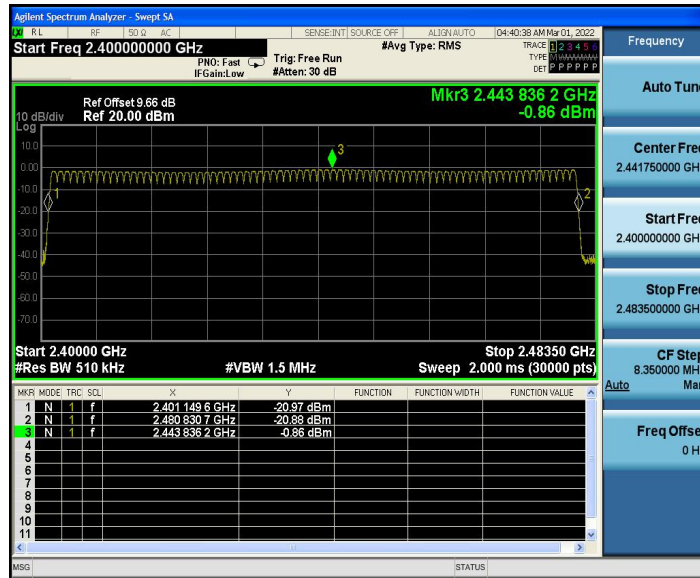 Agilent Spectrum Analyzer - Swept SA
RL RF 50 Ω AC SENSE:INT SOURCE OFF ALIGN AUTO 04:40:38 AM Mar 01, 2022
Start Freq 2.400000000 GHz #Avg Type: RMS TRACE 1 2 3 4 5 6
PNO: Fast Trig: Free Run TYPE
IFGain:Low #Atten: 30 dB DET P P P P P P
Frequency
Auto Tune
Center Freq
2.441750000 GH
Start Freq
2.400000000 GH
Stop Freq
2.483500000 GH
CF Step
8.350000 MH
Auto Man
Freq Offse
0 H
Ref Offset 9.66 dB Mkr3 2.443 836 2 GHz
10 dB/div Ref 20.00 dBm -0.86 dBm
Log
10.0
0.00
-10.0
-20.0
-30.0
-40.0
-50.0
-60.0
-70.0
1
3
2
Start 2.40000 GHz Stop 2.48350 GHz
#Res BW 510 kHz #VBW 1.5 MHz Sweep 2.000 ms (30000 pts)
MKR MODE TRC SCL X Y FUNCTION FUNCTION WIDTH FUNCTION VALUE
1 N 1 f 2.401 149 6 GHz -20.97 dBm
2 N 1 f 2.480 830 7 GHz -20.88 dBm
3 N 1 f 2.443 836 2 GHz -0.86 dBm
4
5
6
7
8
9
10
11
MSG STATUS